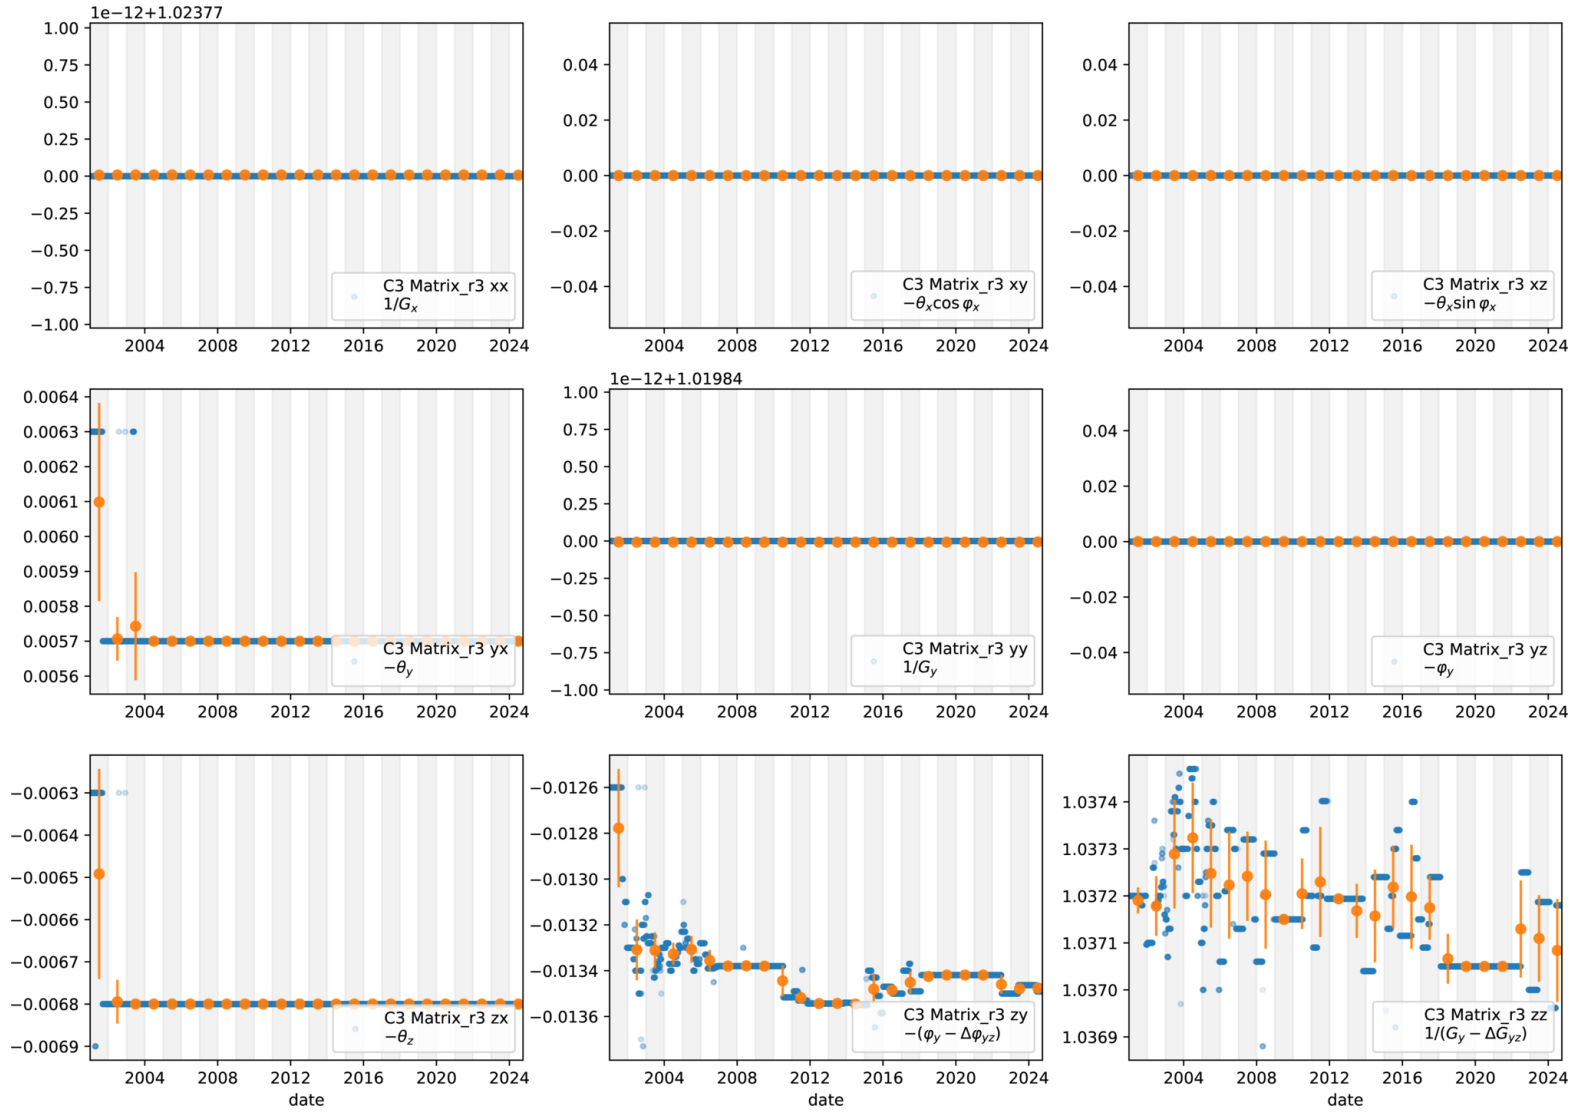 1e-12+1.02377
1.00
0.75
0.50
0.25
0.00
−0.25
−0.50
−0.75
−1.00
2004 2008 2012 2016 2020 2024
C3 Matrix_r3 xx
1/Gₓ
0.04
0.02
0.00
−0.02
−0.04
2004 2008 2012 2016 2020 2024
C3 Matrix_r3 xy
−θₓcos φₓ
0.04
0.02
0.00
−0.02
−0.04
2004 2008 2012 2016 2020 2024
C3 Matrix_r3 xz
−θₓsin φₓ
0.0064
0.0063
0.0062
0.0061
0.0060
0.0059
0.0058
0.0057
0.0056
2004 2008 2012 2016 2020 2024
C3 Matrix_r3 yx
−θ_y
1e-12+1.01984
1.00
0.75
0.50
0.25
0.00
−0.25
−0.50
−0.75
−1.00
2004 2008 2012 2016 2020 2024
C3 Matrix_r3 yy
1/G_y
0.04
0.02
0.00
−0.02
−0.04
2004 2008 2012 2016 2020 2024
C3 Matrix_r3 yz
−φ_y
−0.0063
−0.0064
−0.0065
−0.0066
−0.0067
−0.0068
−0.0069
2004 2008 2012 2016 2020 2024
date
C3 Matrix_r3 zx
−θ_z
−0.0126
−0.0128
−0.0130
−0.0132
−0.0134
−0.0136
2004 2008 2012 2016 2020 2024
date
C3 Matrix_r3 zy
−(φ_y − Δφ_yz)
1.0374
1.0373
1.0372
1.0371
1.0370
1.0369
2004 2008 2012 2016 2020 2024
date
C3 Matrix_r3 zz
1/(G_y − ΔG_yz)